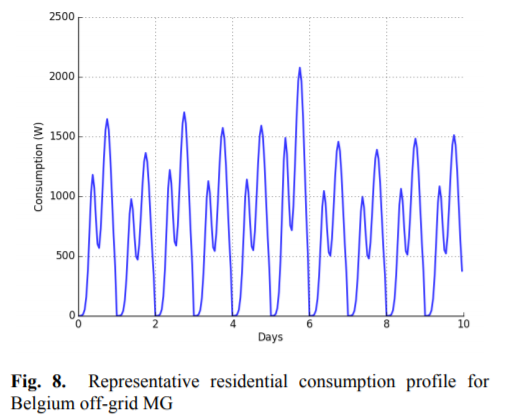 2500
2000
1500
1000
500
0
Consumption (W)
0 2 4 6 8 10
Days
Fig. 8. Representative residential consumption profile for
Belgium off-grid MG